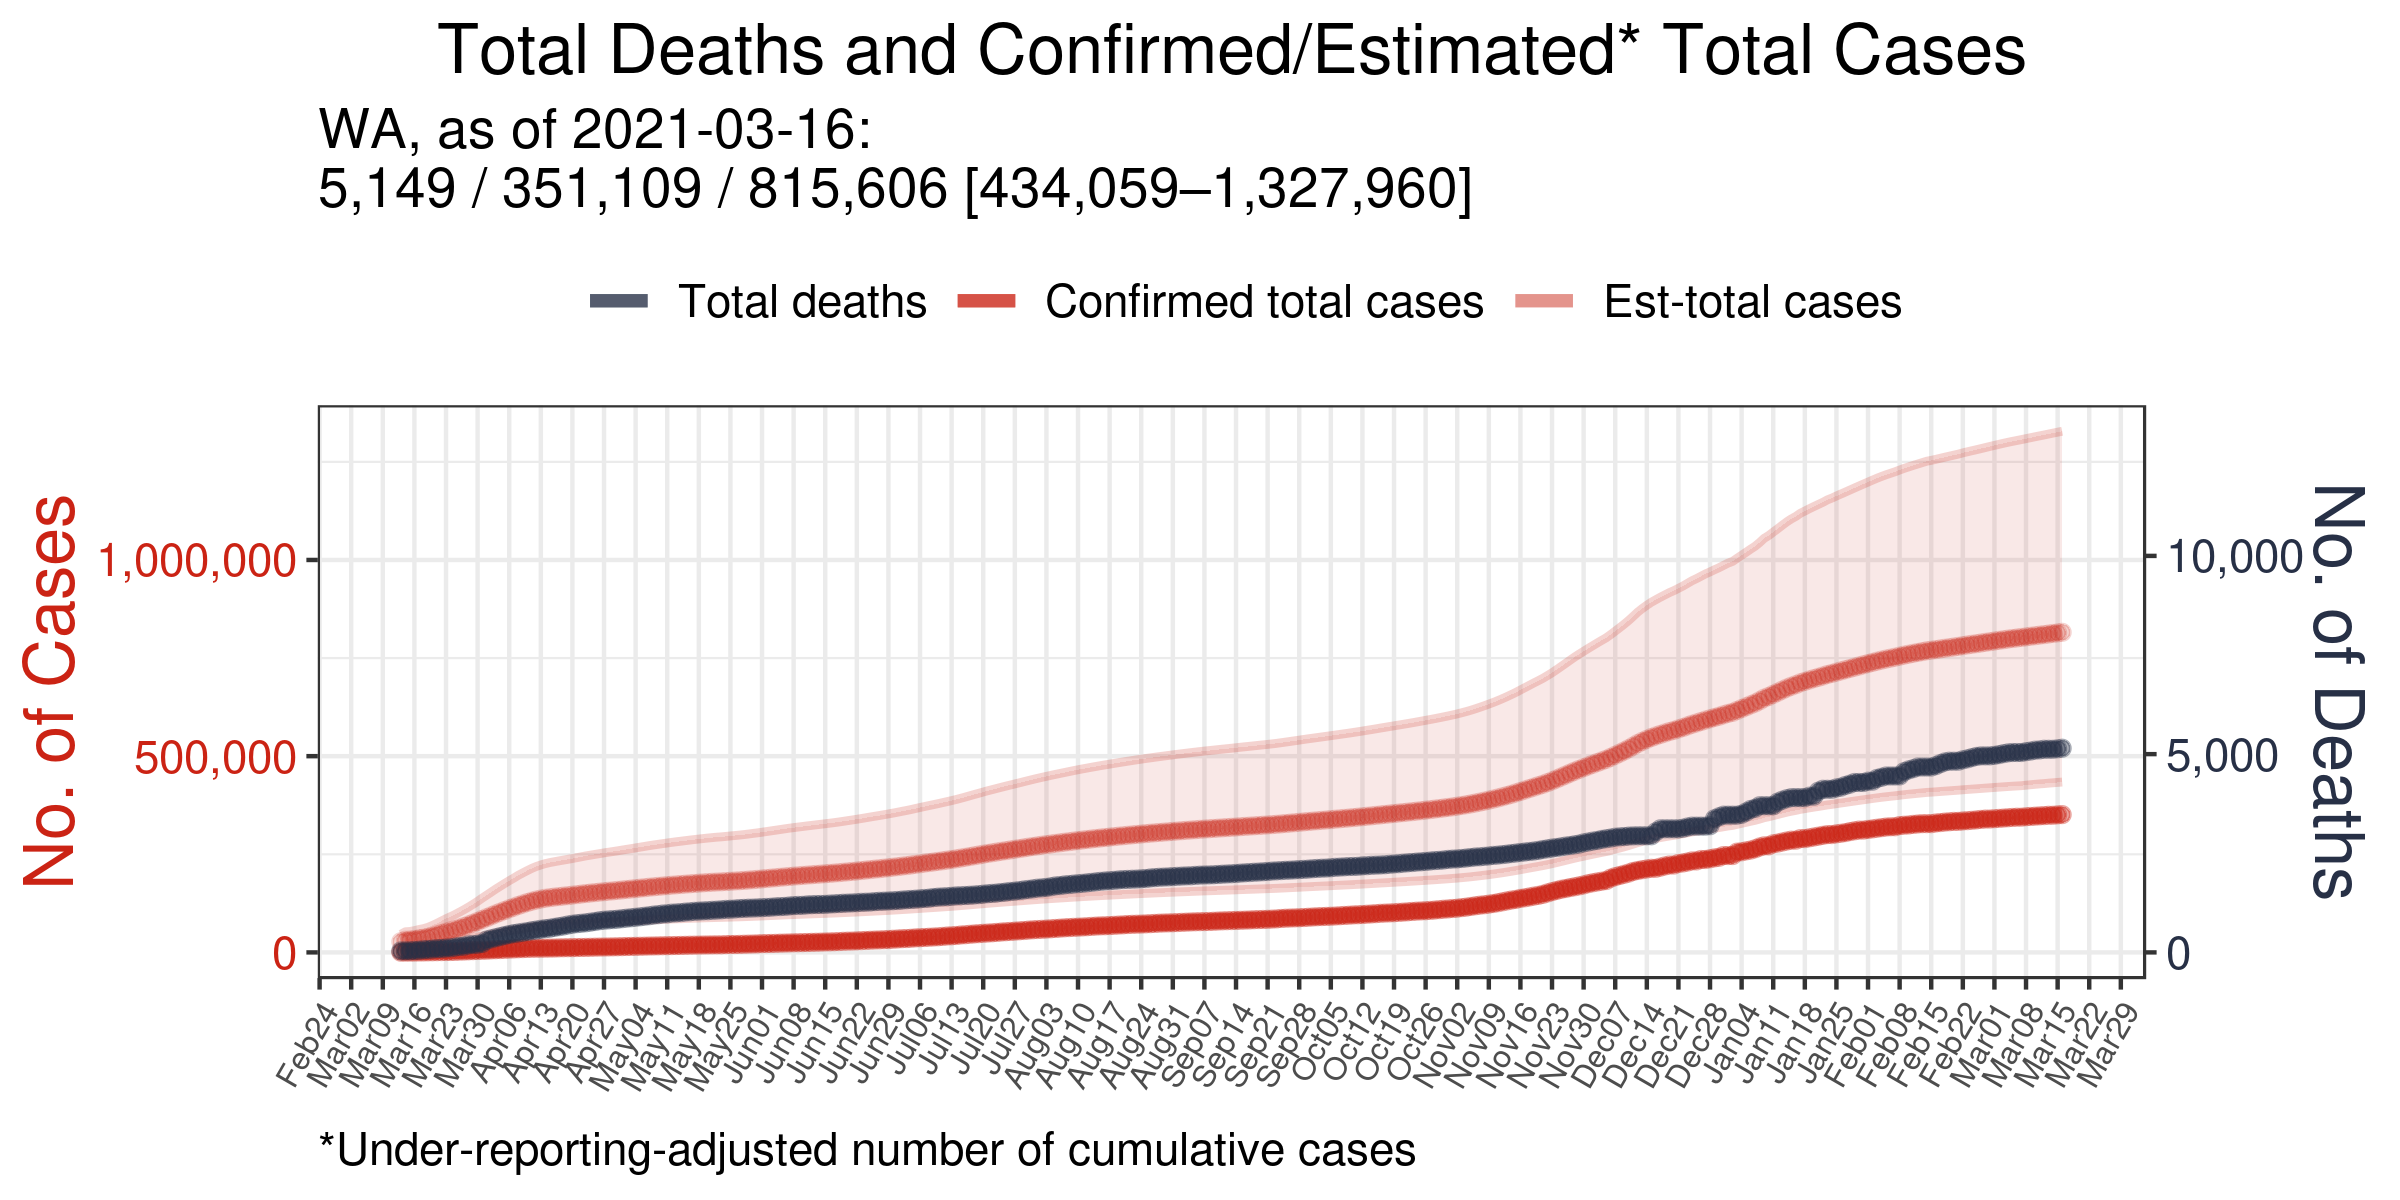 Total Deaths and Confirmed/Estimated* Total Cases
WA, as of 2021-03-16:
5,149 / 351,109 / 815,606 [434,059–1,327,960]
Total deaths
Confirmed total cases
Est-total cases
No. of Cases
1,000,000
500,000
0
10,000
5,000
0
No. of Deaths
Feb24
Mar02
Mar09
Mar16
Mar23
Mar30
Apr06
Apr13
Apr20
Apr27
May04
May11
May18
May25
Jun01
Jun08
Jun15
Jun22
Jun29
Jul06
Jul13
Jul20
Jul27
Aug03
Aug10
Aug17
Aug24
Aug31
Sep07
Sep14
Sep21
Sep28
Oct05
Oct12
Oct19
Oct26
Nov02
Nov09
Nov16
Nov23
Nov30
Dec07
Dec14
Dec21
Dec28
Jan04
Jan11
Jan18
Jan25
Feb01
Feb08
Feb15
Feb22
Mar01
Mar08
Mar15
Mar22
Mar29
*Under-reporting-adjusted number of cumulative cases